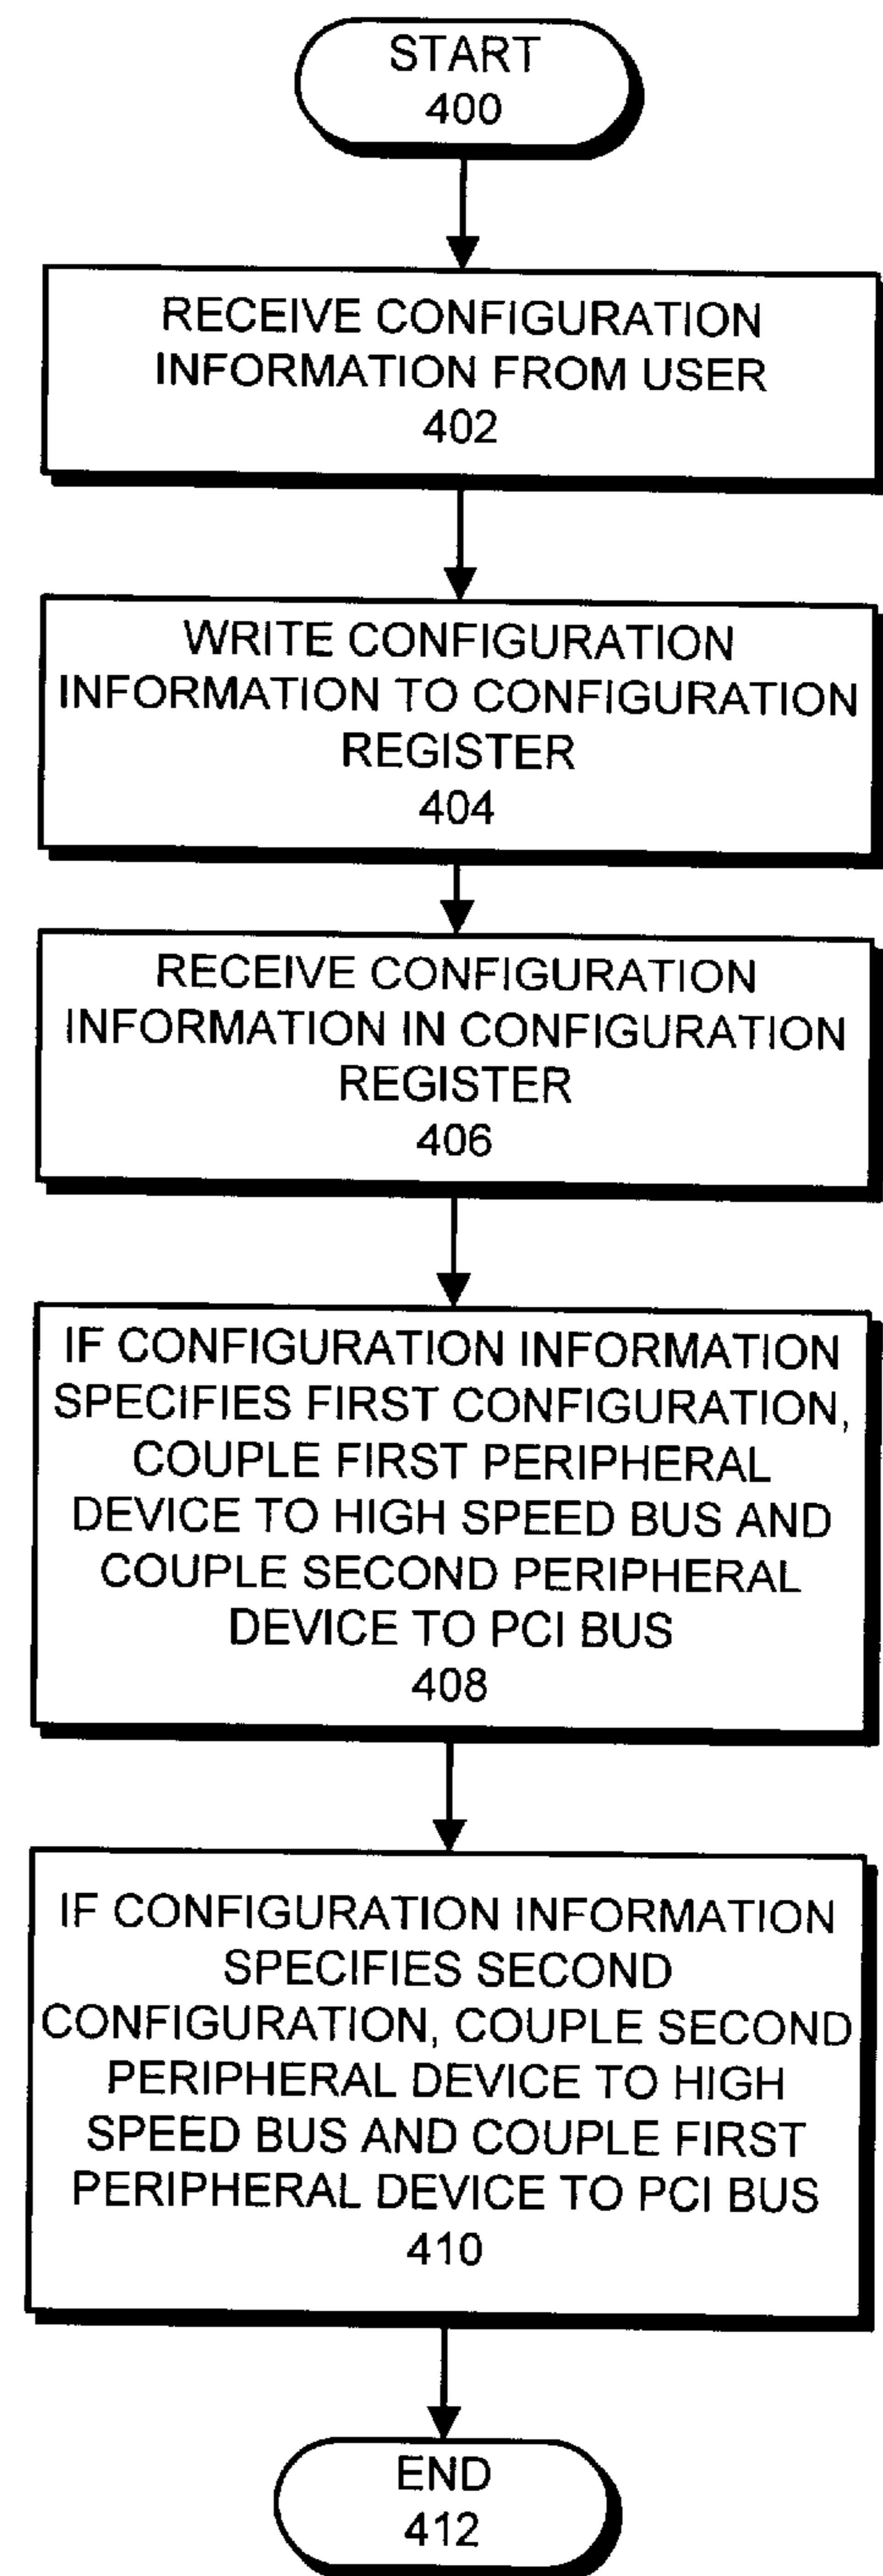 START
400
RECEIVE CONFIGURATION
INFORMATION FROM USER
402
WRITE CONFIGURATION
INFORMATION TO CONFIGURATION
REGISTER
404
RECEIVE CONFIGURATION
INFORMATION IN CONFIGURATION
REGISTER
406
IF CONFIGURATION INFORMATION
SPECIFIES FIRST CONFIGURATION,
COUPLE FIRST PERIPHERAL
DEVICE TO HIGH SPEED BUS AND
COUPLE SECOND PERIPHERAL
DEVICE TO PCI BUS
408
IF CONFIGURATION INFORMATION
SPECIFIES SECOND
CONFIGURATION, COUPLE SECOND
PERIPHERAL DEVICE TO HIGH
SPEED BUS AND COUPLE FIRST
PERIPHERAL DEVICE TO PCI BUS
410
END
412